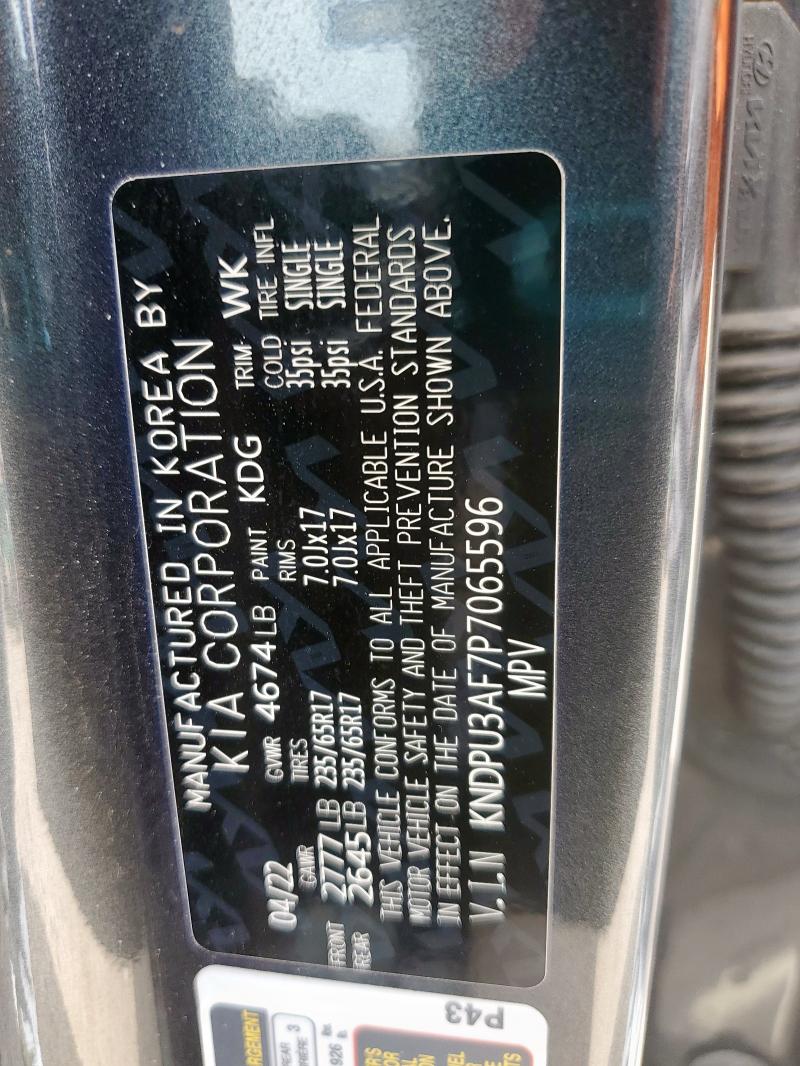 MANUFACTURED IN KOREA BY
KIA CORPORATION
04/22 GVWR 4674LB PAINT KDG TRIM WK
GAWR TIRES RIMS COLD TIRE INFL
FRONT 2777LB 235/65R17 7.0Jx17 35psi SINGLE
REAR 2645LB 235/65R17 7.0Jx17 35psi SINGLE
THIS VEHICLE CONFORMS TO ALL APPLICABLE U.S.A. FEDERAL
MOTOR VEHICLE SAFETY AND THEFT PREVENTION STANDARDS
IN EFFECT ON THE DATE OF MANUFACTURE SHOWN ABOVE.
V.I.N KNDPU3AF7P7065596
MPV
P43
3
926